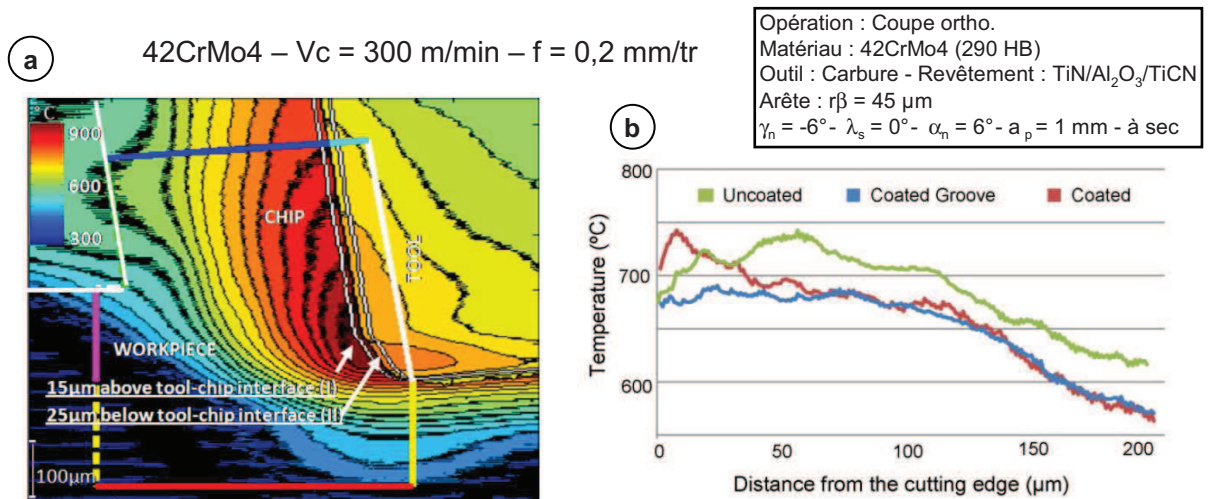 a
42CrMo4 – Vc = 300 m/min – f = 0,2 mm/tr
Opération : Coupe ortho.
Matériau : 42CrMo4 (290 HB)
Outil : Carbure - Revêtement : TiN/Al₂O₃/TiCN
Arête : rβ = 45 µm
γn = -6°- λs = 0°- αn = 6°- a p = 1 mm - à sec
° C
900
600
300
CHIP
TOOL
WORKPIECE
15µm above tool-chip interface (I)
25µm below tool-chip interface (II)
100µm
b
800
700
600
Temperature (ºC)
Uncoated
Coated Groove
Coated
0
50
100
150
200
Distance from the cutting edge (µm)